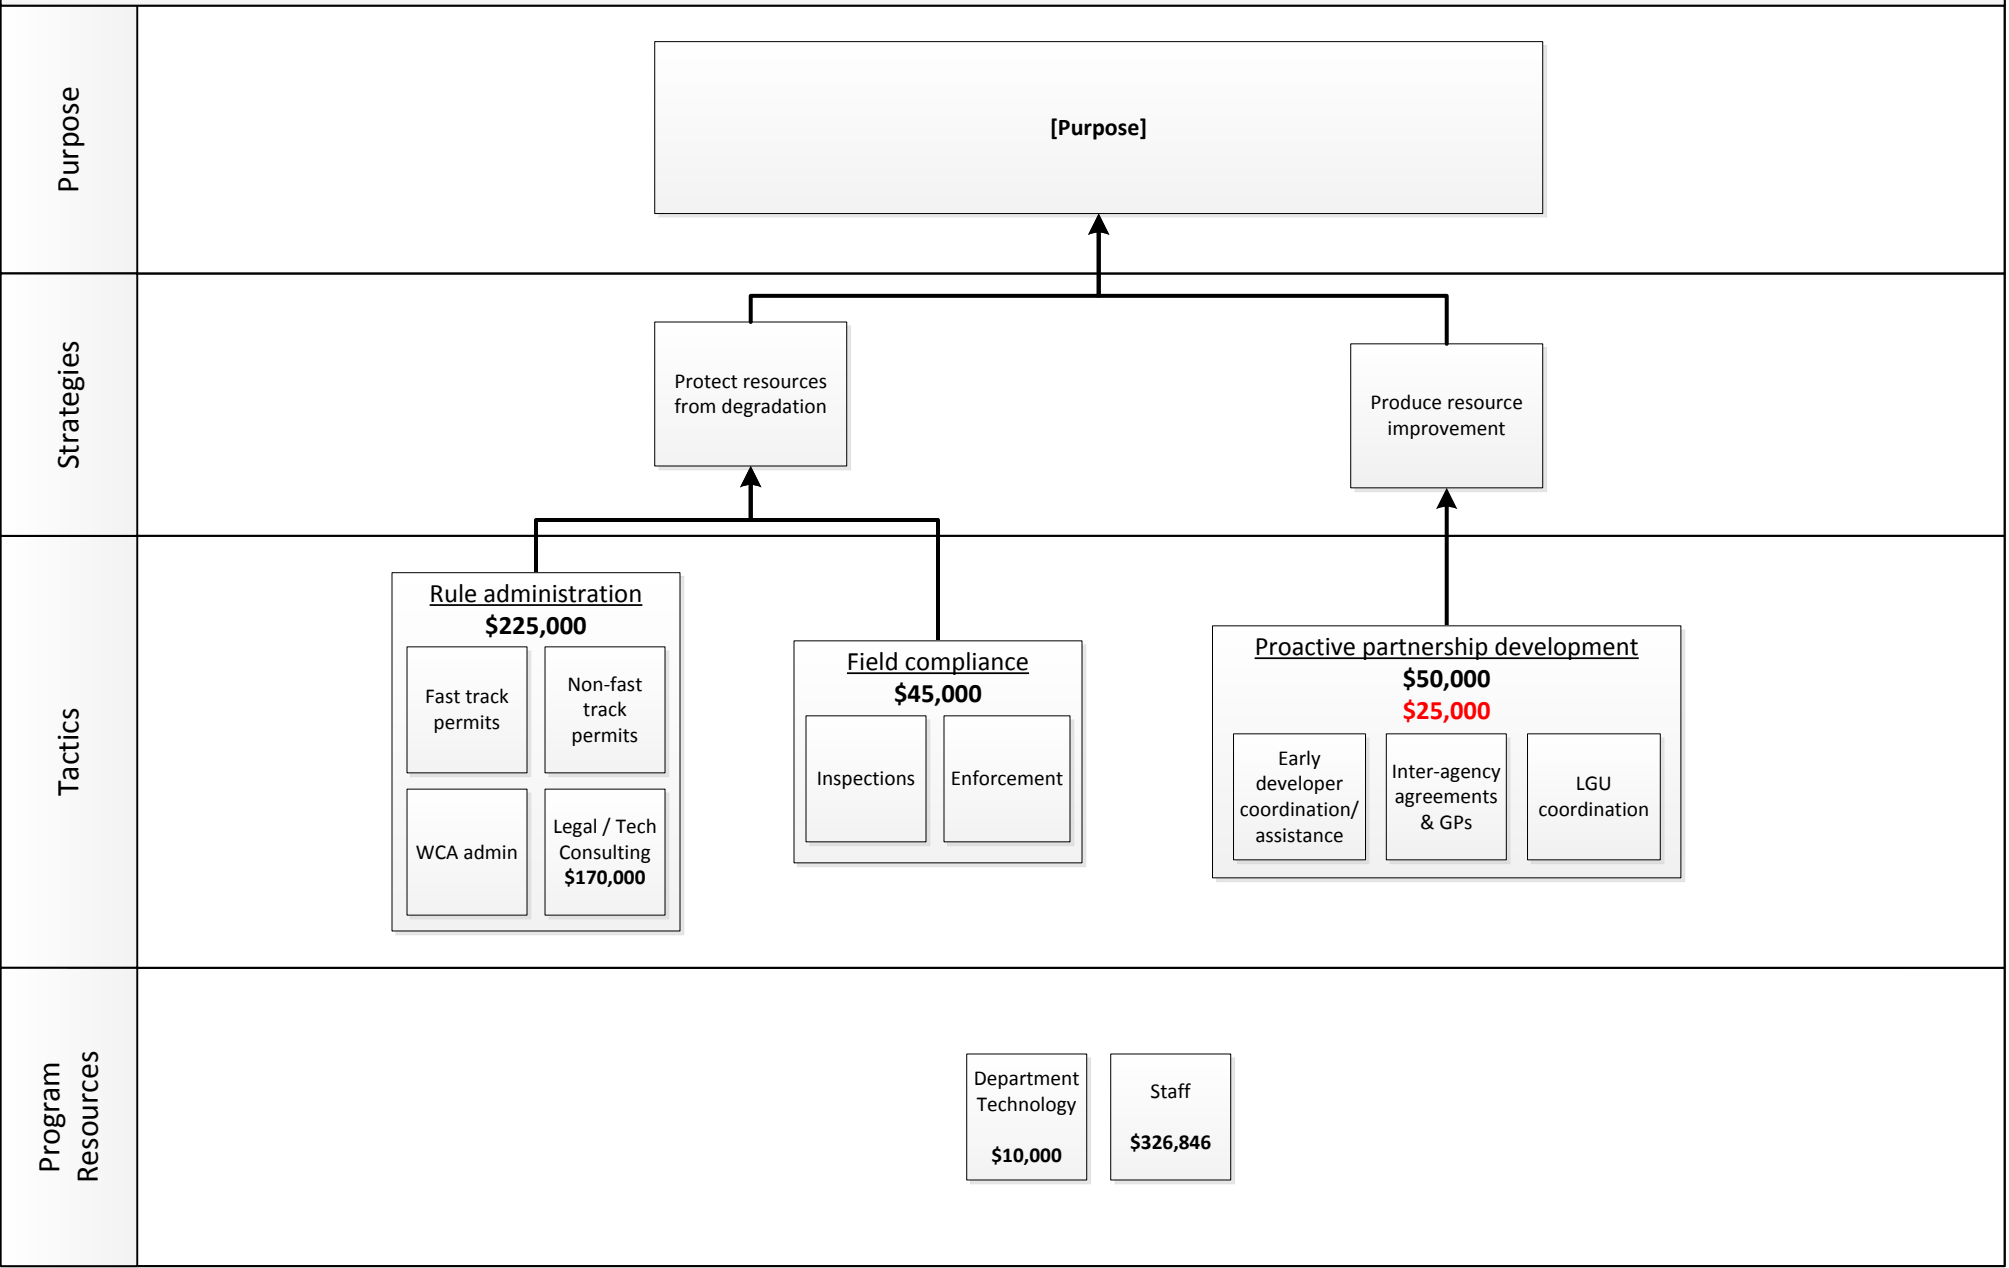 Purpose
[Purpose]
Strategies
Protect resources
from degradation
Produce resource
improvement
Tactics
Rule administration
$225,000
Fast track
permits
Non-fast
track
permits
WCA admin
Legal / Tech
Consulting
$170,000
Field compliance
$45,000
Inspections
Enforcement
Proactive partnership development
$50,000
$25,000
Early
developer
coordination/
assistance
Inter-agency
agreements
& GPs
LGU
coordination
Program
Resources
Department
Technology
$10,000
Staff
$326,846